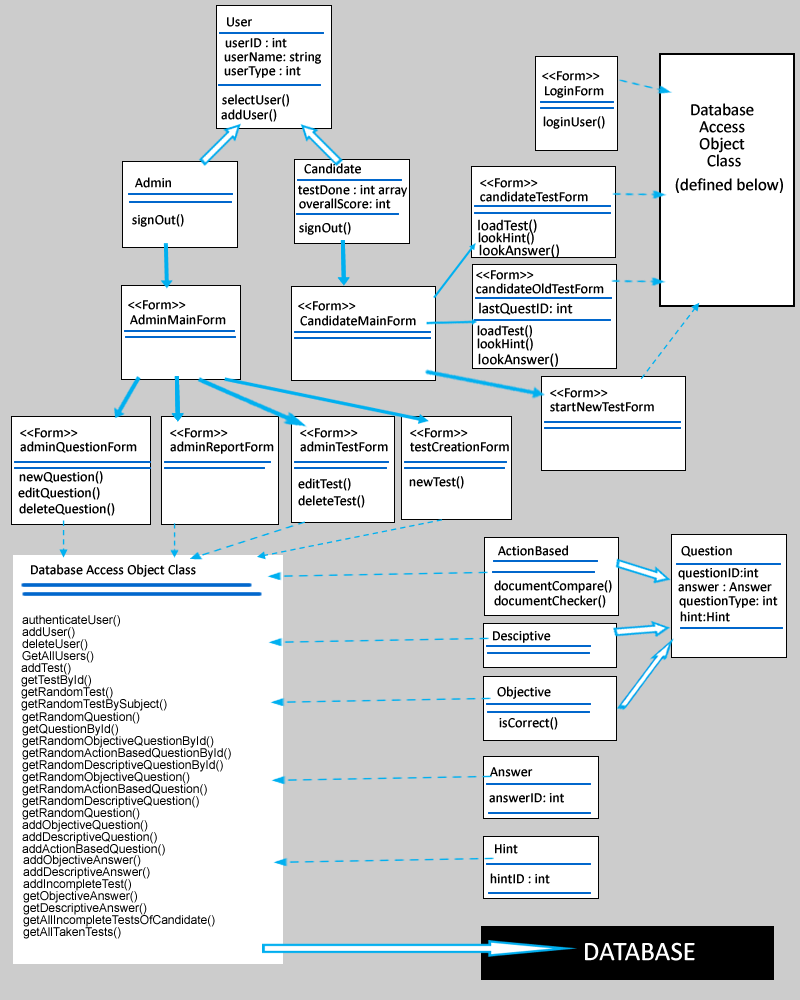 User
userID : int
userName: string
userType : int
selectUser()
addUser()
<<Form>>
LoginForm
loginUser()
Database
Access
Object
Class
(defined below)
Admin
signOut()
Candidate
testDone : int array
overallScore: int
signOut()
<<Form>>
candidateTestForm
loadTest()
lookHint()
lookAnswer()
<<Form>>
candidateOldTestForm
lastQuestID: int
loadTest()
lookHint()
lookAnswer()
<<Form>>
AdminMainForm
<<Form>>
CandidateMainForm
<<Form>>
startNewTestForm
<<Form>>
adminQuestionForm
newQuestion()
editQuestion()
deleteQuestion()
<<Form>>
adminReportForm
<<Form>>
adminTestForm
editTest()
deleteTest()
<<Form>>
testCreationForm
newTest()
Database Access Object Class
authenticateUser()
addUser()
deleteUser()
GetAllUsers()
addTest()
getTestById()
getRandomTest()
getRandomTestBySubject()
getRandomQuestion()
getQuestionById()
getRandomObjectiveQuestionById()
getRandomActionBasedQuestionById()
getRandomDescriptiveQuestionById()
getRandomObjectiveQuestion()
getRandomActionBasedQuestion()
getRandomDescriptiveQuestion()
getRandomQuestion()
addObjectiveQuestion()
addDescriptiveQuestion()
addActionBasedQuestion()
addObjectiveAnswer()
addDescriptiveAnswer()
addIncompleteTest()
getObjectiveAnswer()
getDescriptiveAnswer()
getAllIncompleteTestsOfCandidate()
getAllTakenTests()
ActionBased
documentCompare()
documentChecker()
Question
questionID:int
answer : Answer
questionType: int
hint:Hint
Desciptive
Objective
isCorrect()
Answer
answerID: int
Hint
hintID : int
DATABASE